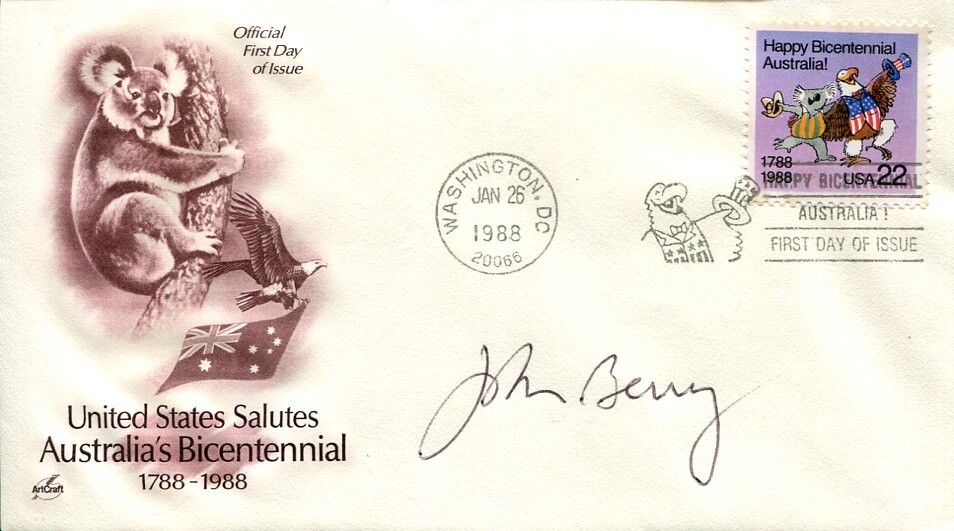 Official
First Day
of Issue
United States Salutes
Australia's Bicentennial
1788-1988
ArtCraft
WASHINGTON, DC
JAN 26
1988
20066
Happy Bicentennial
Australia!
1788
1988
USA 22
HAPPY BICENTENNIAL
AUSTRALIA!
FIRST DAY OF ISSUE
John Berry